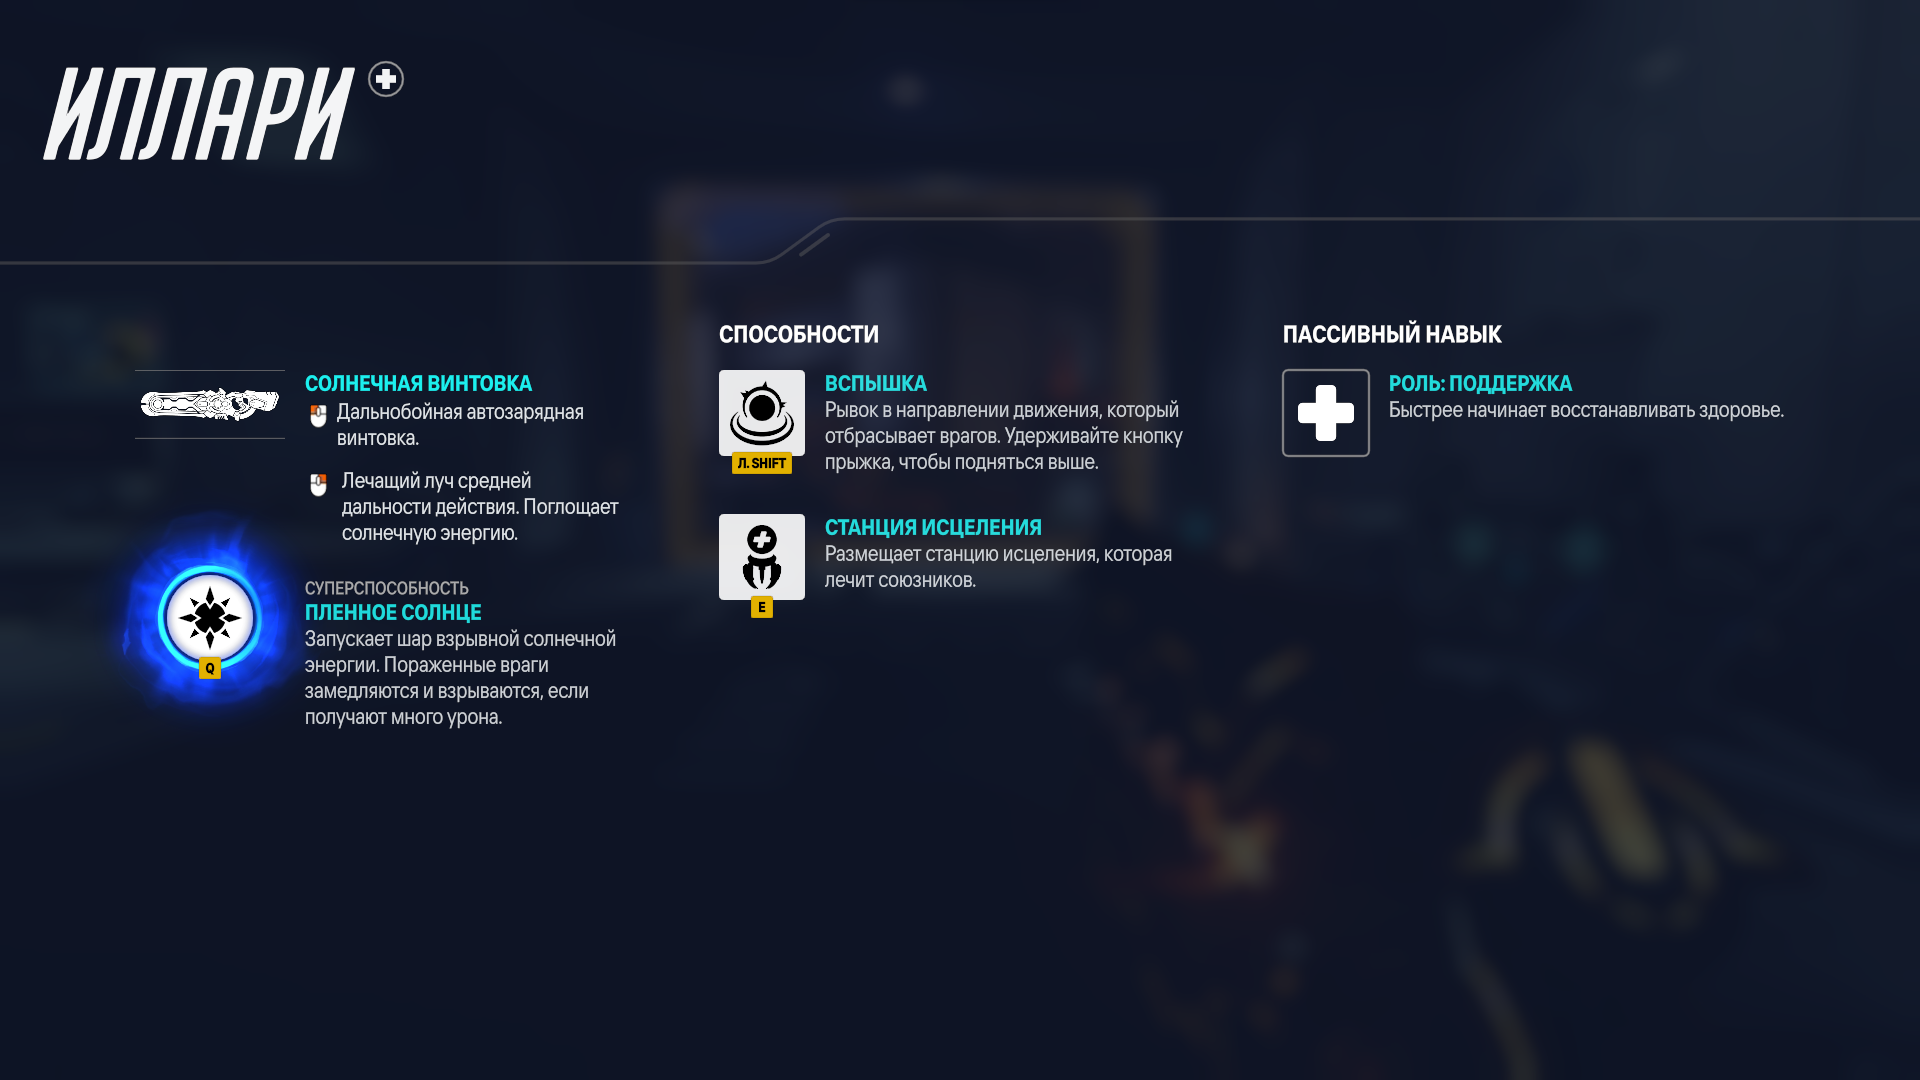 ИЛЛАРИ
СОЛНЕЧНАЯ ВИНТОВКА
Дальнобойная автозарядная
винтовка.
Лечащий луч средней
дальности действия. Поглощает
солнечную энергию.
СУПЕРСПОСОБНОСТЬ
ПЛЕННОЕ СОЛНЦЕ
Запускает шар взрывной солнечной
энергии. Пораженные враги
замедляются и взрываются, если
получают много урона.
Q
СПОСОБНОСТИ
ВСПЫШКА
Рывок в направлении движения, который
отбрасывает врагов. Удерживайте кнопку
прыжка, чтобы подняться выше.
Л. SHIFT
СТАНЦИЯ ИСЦЕЛЕНИЯ
Размещает станцию исцеления, которая
лечит союзников.
E
ПАССИВНЫЙ НАВЫК
РОЛЬ: ПОДДЕРЖКА
Быстрее начинает восстанавливать здоровье.